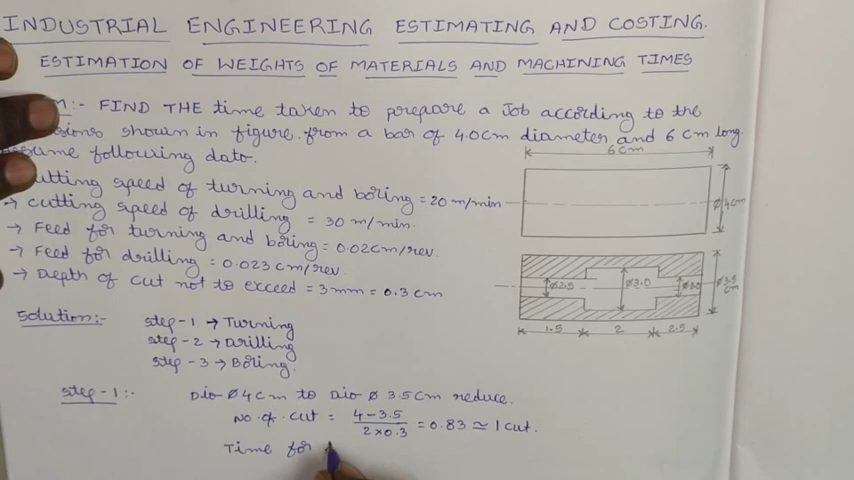 INDUSTRIAL ENGINEERING ESTIMATING AND COSTING.
ESTIMATION OF WEIGHTS OF MATERIALS AND MACHINING TIMES
:- FIND THE time taken to prepare a Job according to the
shown in figure. from a bar of 4.0cm diameter and 6 cm long.
following data.
cutting speed of turning and boring = 20 m/min
→ cutting speed of drilling = 30 m/min.
→ Feed for turning and boring = 0.02cm/rev
→ Feed for drilling = 0.023cm/rev.
→ Depth of cut not to exceed = 3mm = 0.3cm
6cm
Ø4cm
Ø2.5
Ø3.0
Ø3.5 cm
1.5
2
2.5
Solution:-
step-1 → Turning
step-2 → Drilling
step-3 → Boring.
step-1:-
Dia Ø4cm to Dia Ø 3.5cm reduce.
No. of. cut = 4-3.5 / 2×0.3 = 0.83 ≃ 1 cut.
Time for